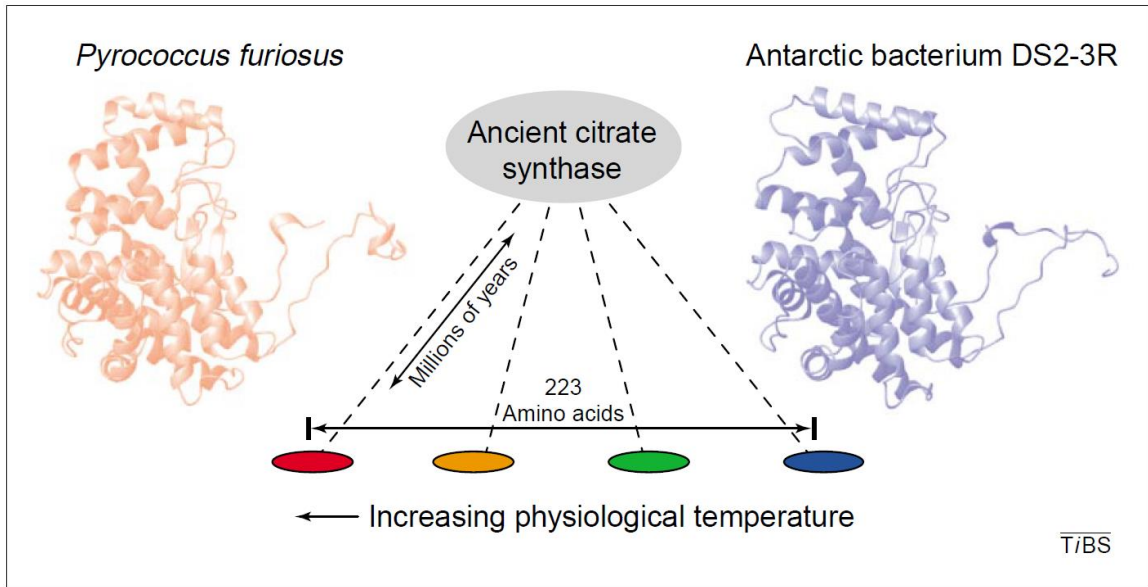 Pyrococcus furiosus
Antarctic bacterium DS2-3R
Ancient citrate
synthase
Millions of years
223
Amino acids
Increasing physiological temperature
TiBS